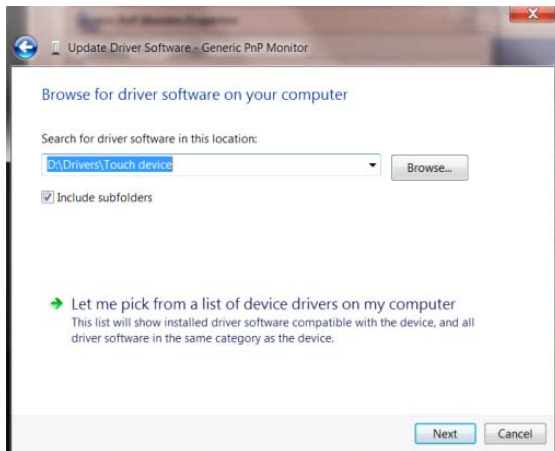 Update Driver Software - Generic PnP Monitor
Browse for driver software on your computer
Search for driver software in this location:
D:\Drivers\Touch device
Browse...
Include subfolders
Let me pick from a list of device drivers on my computer
This list will show installed driver software compatible with the device, and all
driver software in the same category as the device.
Next
Cancel